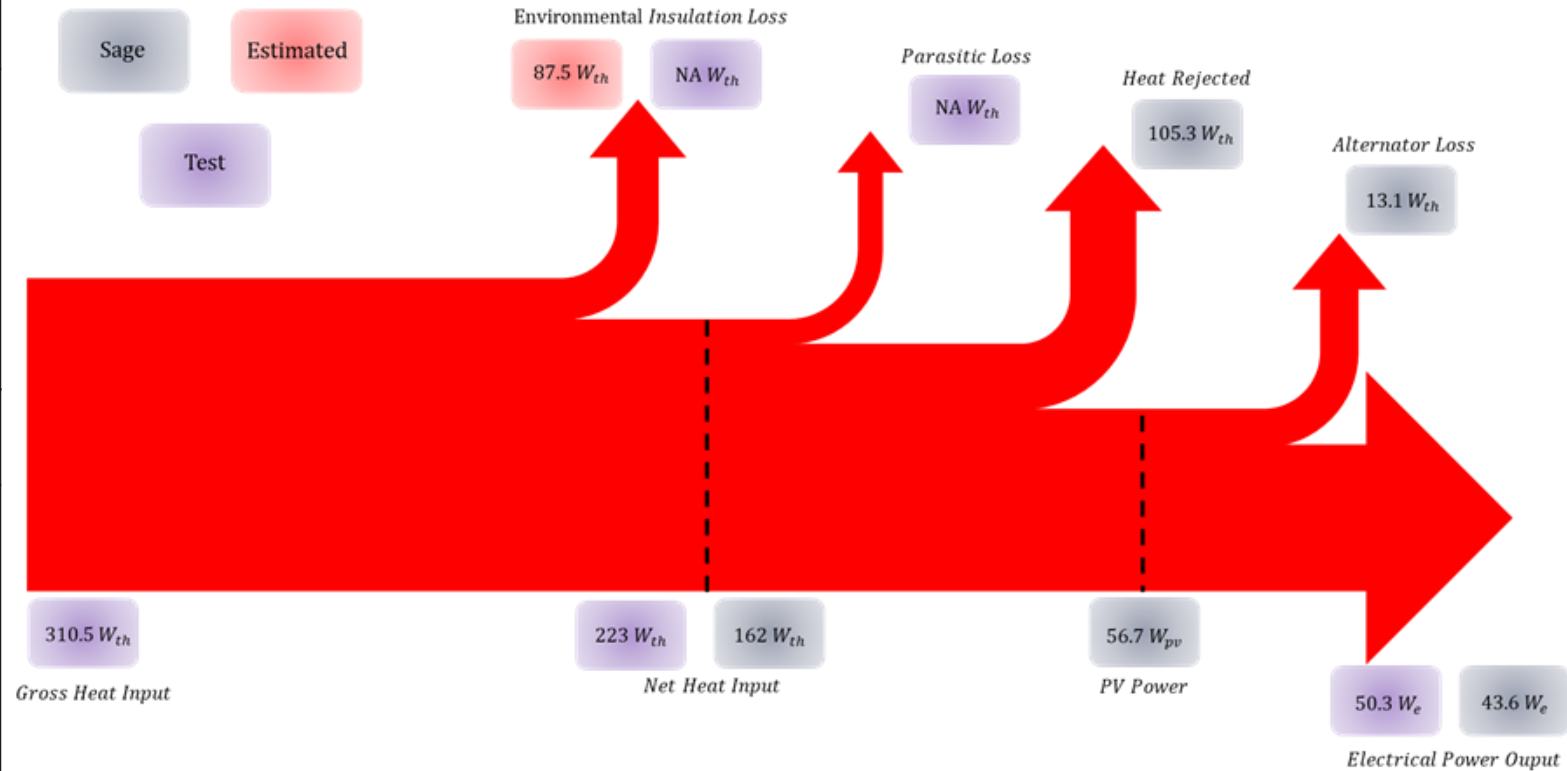 Sage
Estimated
Test
Environmental Insulation Loss
87.5 W_th
NA W_th
Parasitic Loss
NA W_th
Heat Rejected
105.3 W_th
Alternator Loss
13.1 W_th
310.5 W_th
Gross Heat Input
223 W_th
162 W_th
Net Heat Input
56.7 W_pv
PV Power
50.3 W_e
43.6 W_e
Electrical Power Ouput